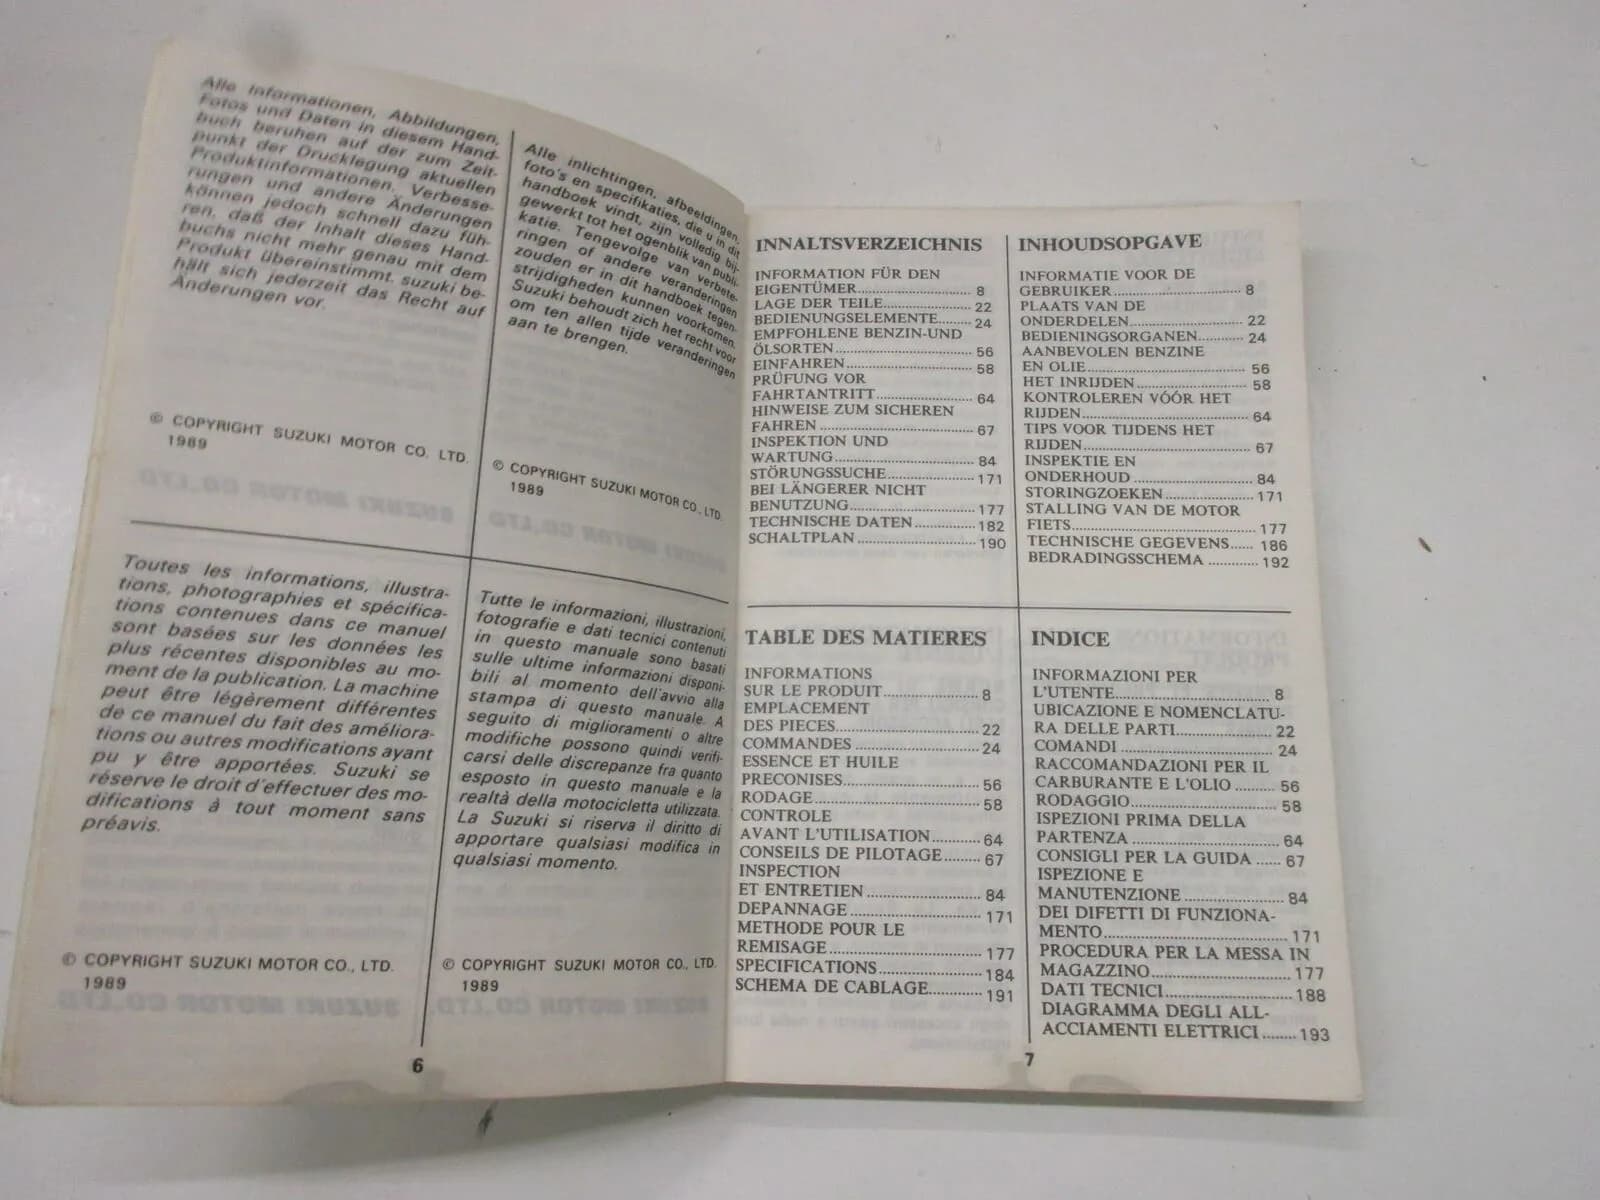 Alle Informationen, Abbildungen,
Fotos und Daten in diesem Hand-
buch beruhen auf der zum Zeit-
punkt der Drucklegung aktuellen
Produktinformationen. Verbesse-
rungen und andere Änderungen
können jedoch schnell dazu füh-
ren, daß der Inhalt dieses Hand-
buchs nicht mehr genau mit dem
Produkt übereinstimmt. suzuki be-
hält sich jederzeit das Recht auf
Änderungen vor.
© COPYRIGHT SUZUKI MOTOR CO. LTD.
1989
Alle inlichtingen, afbeeldingen,
foto's en specifikaties, die u in dit
handboek vindt, zijn volledig bij-
gewerkt tot het ogenblik van publi-
katie. Tengevolge van verbete-
ringen of andere veranderingen
zouden er in dit handboek tegen-
strijdigheden kunnen voorkomen.
Suzuki behoudt zich het recht voor
om ten allen tijde veranderingen
aan te brengen.
© COPYRIGHT SUZUKI MOTOR CO., LTD.
1989
Toutes les informations, illustra-
tions, photographies et spécifica-
tions contenues dans ce manuel
sont basées sur les données les
plus récentes disponibles au mo-
ment de la publication. La machine
peut être légèrement différentes
de ce manuel du fait des améliora-
tions ou autres modifications ayant
pu y être apportées. Suzuki se
réserve le droit d'effectuer des mo-
difications à tout moment sans
préavis.
© COPYRIGHT SUZUKI MOTOR CO., LTD.
1989
Tutte le informazioni, illustrazioni,
fotografie e dati tecnici contenuti
in questo manuale sono basati
sulle ultime informazioni disponi-
bili al momento dell'avvio alla
stampa di questo manuale. A
seguito di miglioramenti o altre
modifiche possono quindi verifi-
carsi delle discrepanze fra quanto
esposto in questo manuale e la
realtà della motocicletta utilizzata.
La Suzuki si riserva il diritto di
apportare qualsiasi modifica in
qualsiasi momento.
© COPYRIGHT SUZUKI MOTOR CO., LTD.
1989
6
INNALTSVERZEICHNIS
INFORMATION FÜR DEN
EIGENTÜMER 8
LAGE DER TEILE 22
BEDIENUNGSELEMENTE 24
EMPFOHLENE BENZIN-UND
ÖLSORTEN 56
EINFAHREN 58
PRÜFUNG VOR
FAHRTANTRITT 64
HINWEISE ZUM SICHEREN
FAHREN 67
INSPEKTION UND
WARTUNG 84
STÖRUNGSSUCHE 171
BEI LÄNGERER NICHT
BENUTZUNG 177
TECHNISCHE DATEN 182
SCHALTPLAN 190
INHOUDSOPGAVE
INFORMATIE VOOR DE
GEBRUIKER 8
PLAATS VAN DE
ONDERDELEN 22
BEDIENINGSORGANEN 24
AANBEVOLEN BENZINE
EN OLIE 56
HET INRIJDEN 58
KONTROLEREN VÓÓR HET
RIJDEN 64
TIPS VOOR TIJDENS HET
RIJDEN 67
INSPEKTIE EN
ONDERHOUD 84
STORINGZOEKEN 171
STALLING VAN DE MOTOR
FIETS 177
TECHNISCHE GEGEVENS 186
BEDRADINGSSCHEMA 192
TABLE DES MATIERES
INFORMATIONS
SUR LE PRODUIT 8
EMPLACEMENT
DES PIECES 22
COMMANDES 24
ESSENCE ET HUILE
PRECONISES 56
RODAGE 58
CONTROLE
AVANT L'UTILISATION 64
CONSEILS DE PILOTAGE 67
INSPECTION
ET ENTRETIEN 84
DEPANNAGE 171
METHODE POUR LE
REMISAGE 177
SPECIFICATIONS 184
SCHEMA DE CABLAGE 191
INDICE
INFORMAZIONI PER
L'UTENTE 8
UBICAZIONE E NOMENCLATU-
RA DELLE PARTI 22
COMANDI 24
RACCOMANDAZIONI PER IL
CARBURANTE E L'OLIO 56
RODAGGIO 58
ISPEZIONI PRIMA DELLA
PARTENZA 64
CONSIGLI PER LA GUIDA 67
ISPEZIONE E
MANUTENZIONE 84
DEI DIFETTI DI FUNZIONA-
MENTO 171
PROCEDURA PER LA MESSA IN
MAGAZZINO 177
DATI TECNICI 188
DIAGRAMMA DEGLI ALL-
ACCIAMENTI ELETTRICI 193
7